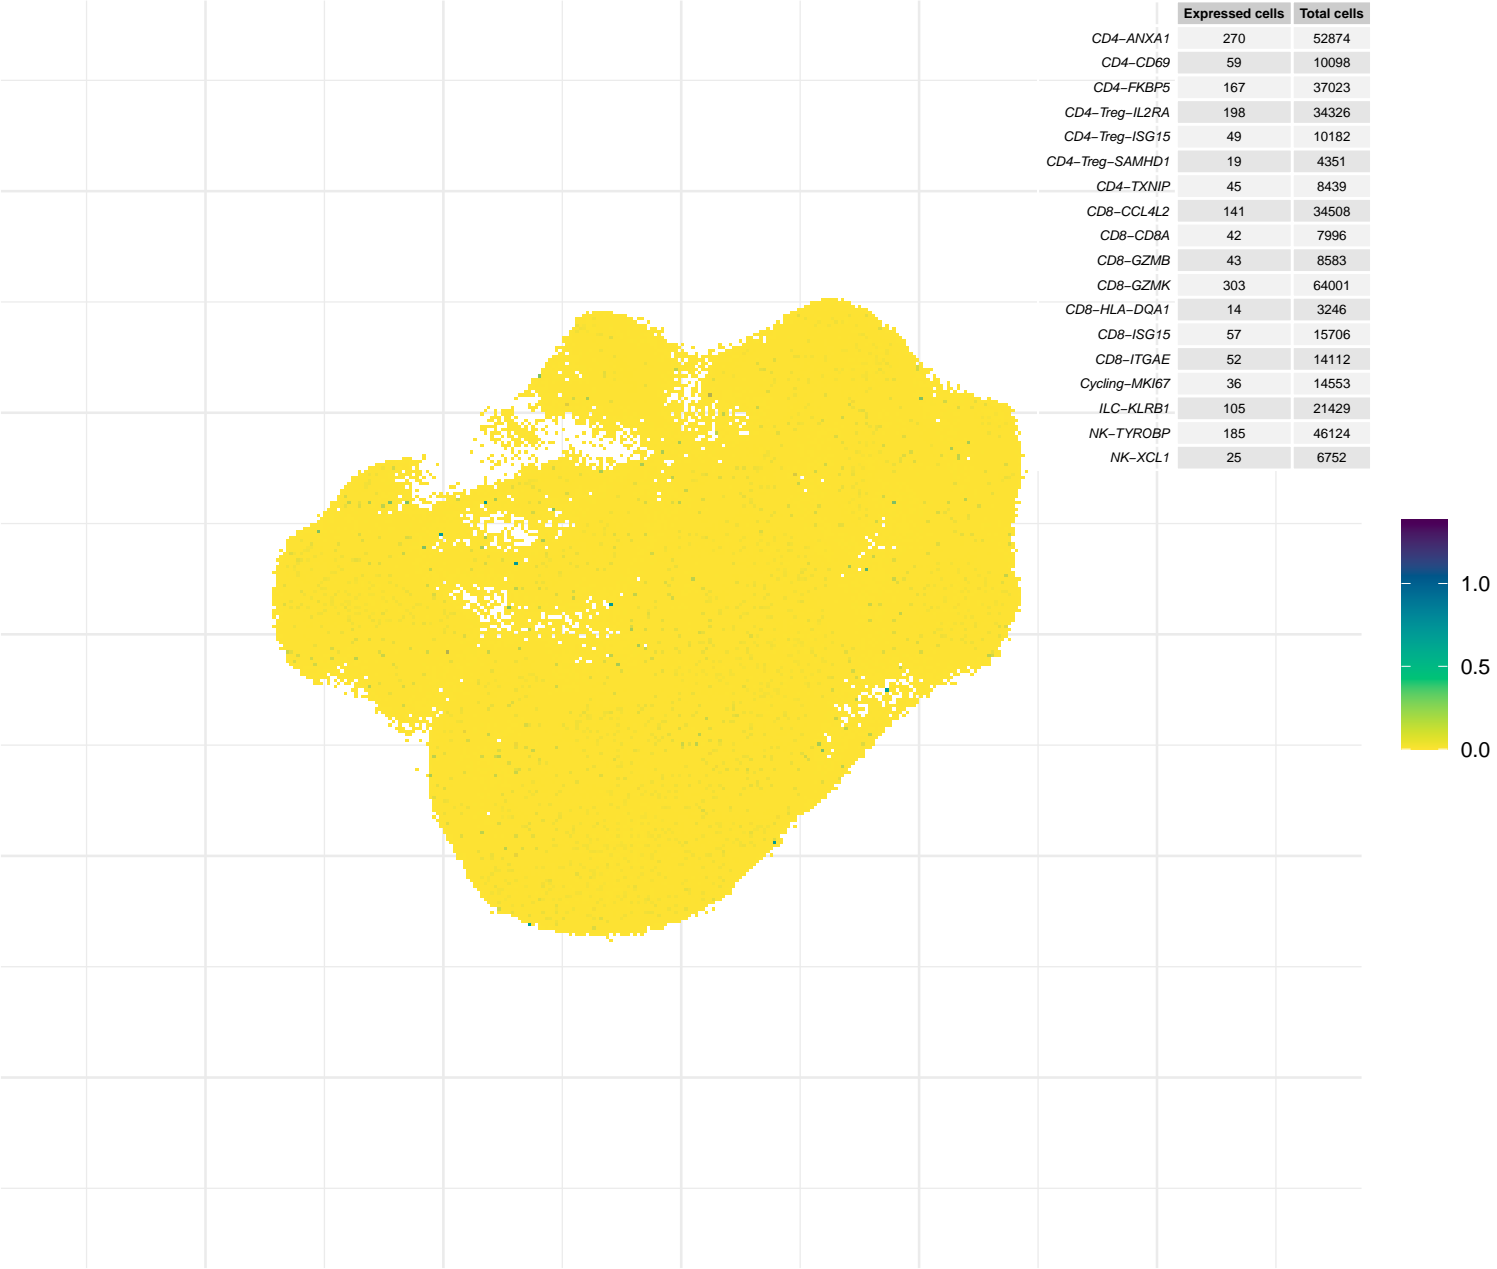 Expressed cells Total cells
CD4−ANXA1 270 52874
CD4−CD69 59 10098
CD4−FKBP5 167 37023
CD4−Treg−IL2RA 198 34326
CD4−Treg−ISG15 49 10182
CD4−Treg−SAMHD1 19 4351
CD4−TXNIP 45 8439
CD8−CCL4L2 141 34508
CD8−CD8A 42 7996
CD8−GZMB 43 8583
CD8−GZMK 303 64001
CD8−HLA−DQA1 14 3246
CD8−ISG15 57 15706
CD8−ITGAE 52 14112
Cycling−MKI67 36 14553
ILC−KLRB1 105 21429
NK−TYROBP 185 46124
NK−XCL1 25 6752
1.0
0.5
0.0